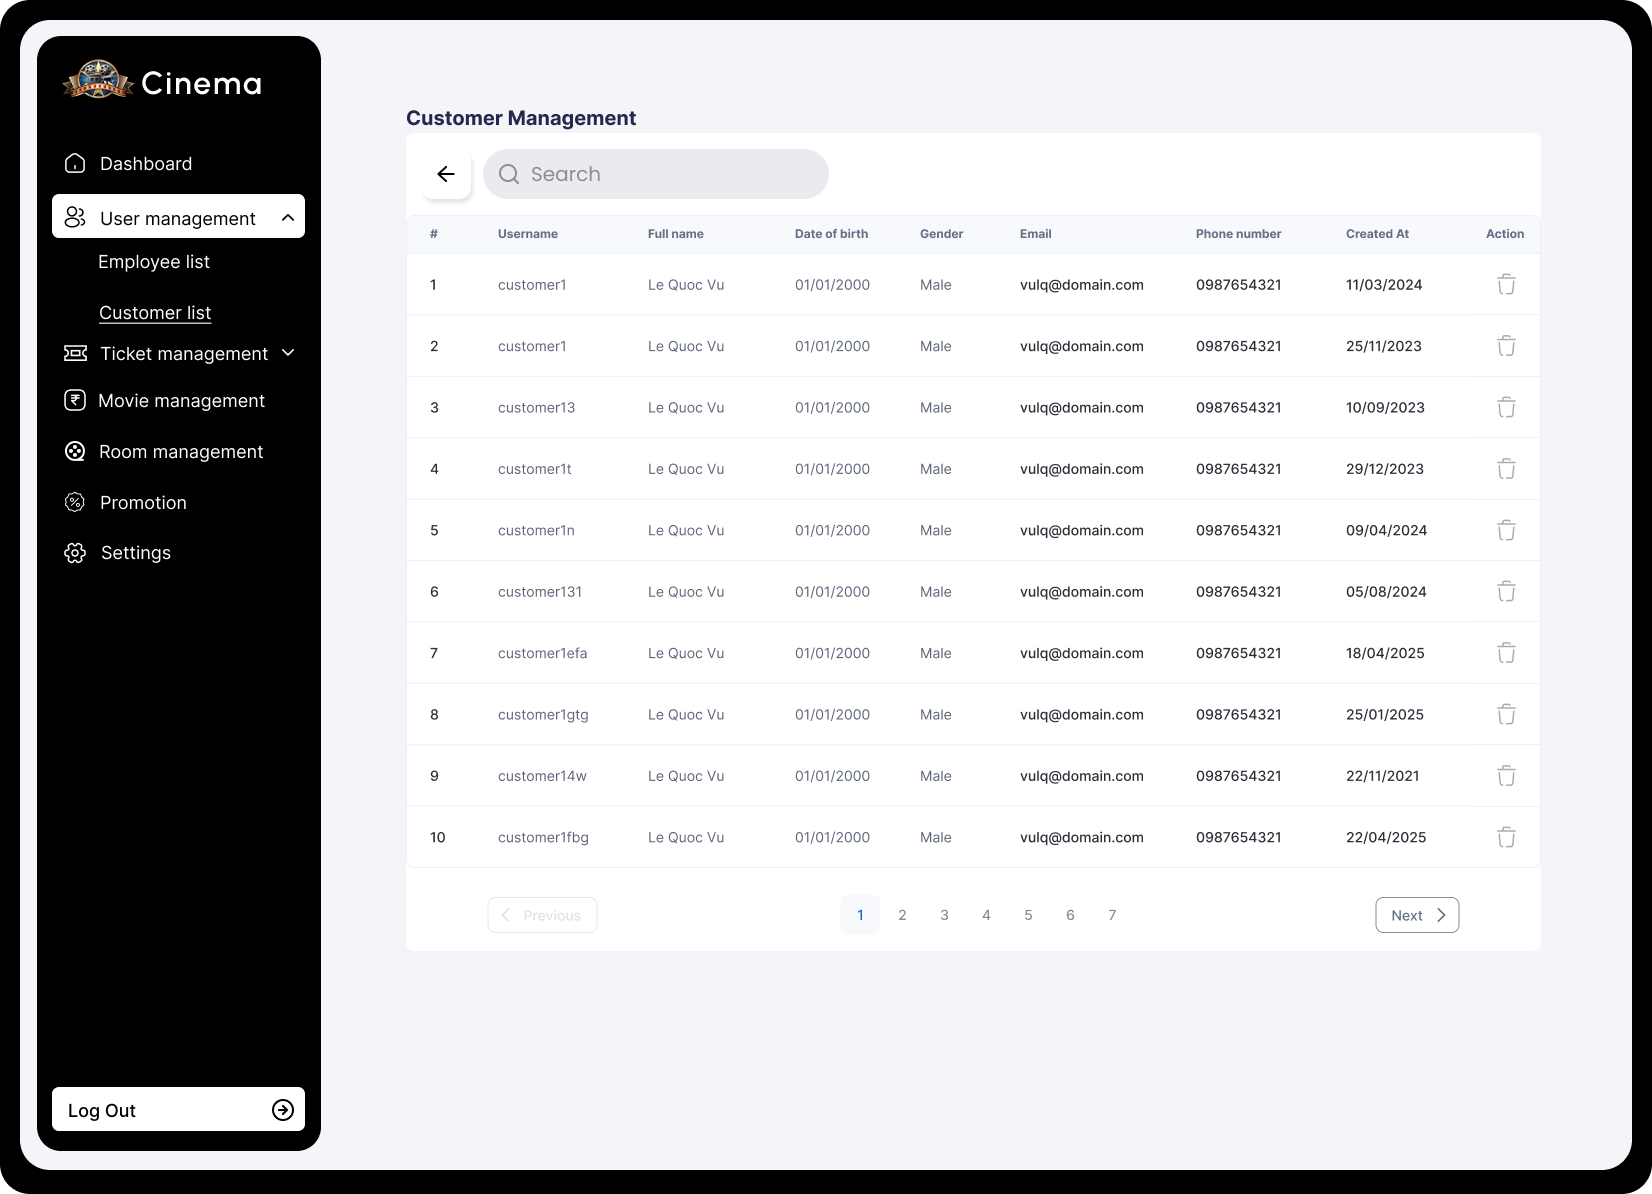 Cinema
Dashboard
User management
Employee list
Customer list
Ticket management
Movie management
Room management
Promotion
Settings
Log Out
Customer Management
Search
# Username Full name Date of birth Gender Email Phone number Created At Action
1 customer1 Le Quoc Vu 01/01/2000 Male vulq@domain.com 0987654321 11/03/2024
2 customer1 Le Quoc Vu 01/01/2000 Male vulq@domain.com 0987654321 25/11/2023
3 customer13 Le Quoc Vu 01/01/2000 Male vulq@domain.com 0987654321 10/09/2023
4 customer1t Le Quoc Vu 01/01/2000 Male vulq@domain.com 0987654321 29/12/2023
5 customer1n Le Quoc Vu 01/01/2000 Male vulq@domain.com 0987654321 09/04/2024
6 customer131 Le Quoc Vu 01/01/2000 Male vulq@domain.com 0987654321 05/08/2024
7 customer1efa Le Quoc Vu 01/01/2000 Male vulq@domain.com 0987654321 18/04/2025
8 customer1gtg Le Quoc Vu 01/01/2000 Male vulq@domain.com 0987654321 25/01/2025
9 customer14w Le Quoc Vu 01/01/2000 Male vulq@domain.com 0987654321 22/11/2021
10 customer1fbg Le Quoc Vu 01/01/2000 Male vulq@domain.com 0987654321 22/04/2025
Previous 1 2 3 4 5 6 7 Next